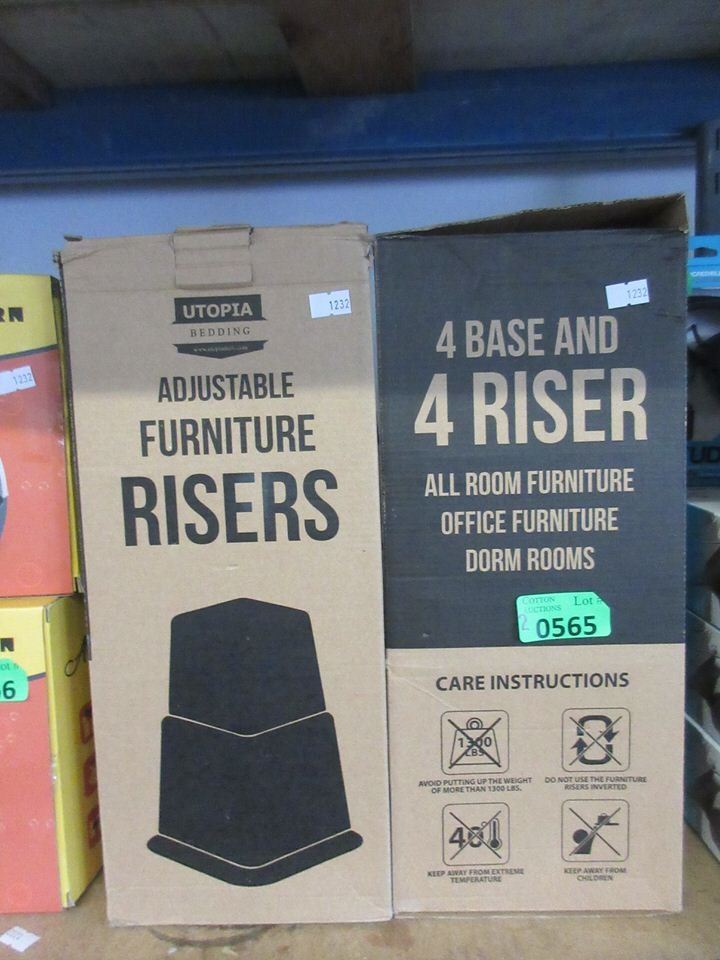 UTOPIA
BEDDING
ADJUSTABLE
FURNITURE
RISERS
1232
1232
4 BASE AND
4 RISER
ALL ROOM FURNITURE
OFFICE FURNITURE
DORM ROOMS
COTTON
AUCTIONS
Lot #
2
0565
CARE INSTRUCTIONS
1300
LBS
AVOID PUTTING UP THE WEIGHT
OF MORE THAN 1300 LBS.
DO NOT USE THE FURNITURE
RISERS INVERTED
KEEP AWAY FROM EXTREME
TEMPERATURE
KEEP AWAY FROM
CHILDREN
1232